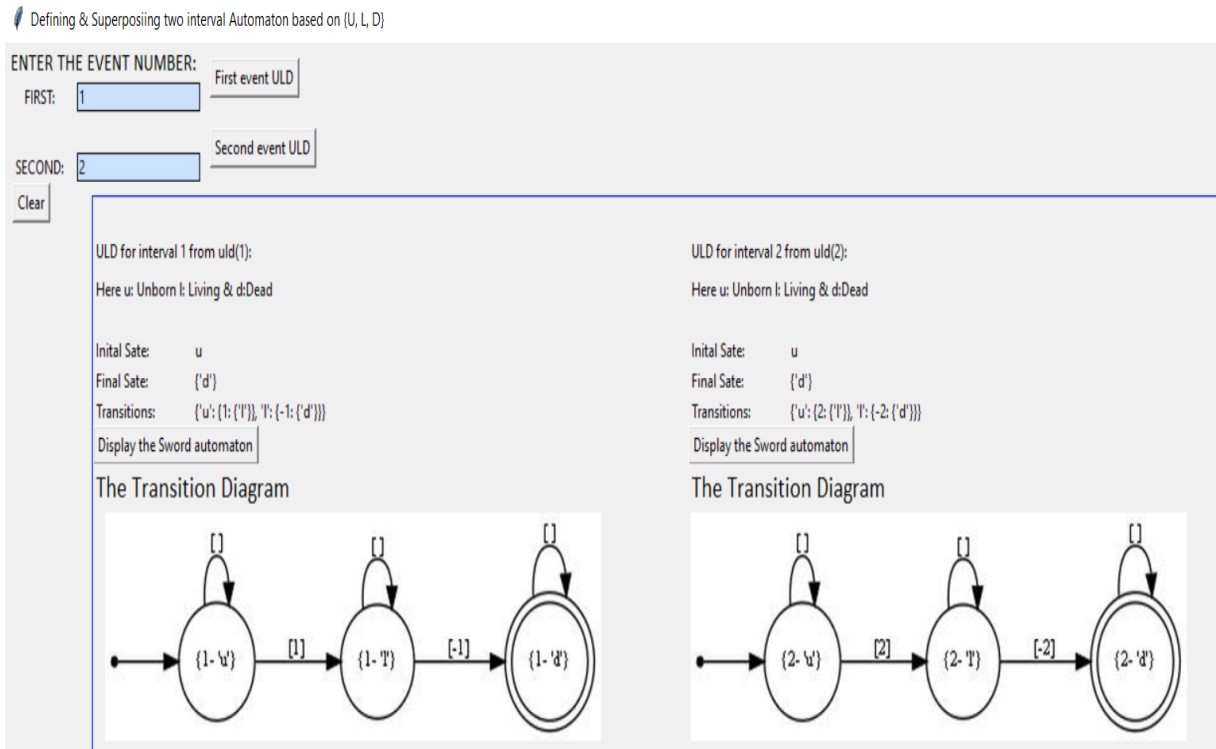 Defining & Superposiing two interval Automaton based on {U, L, D}
ENTER THE EVENT NUMBER:
First event ULD
FIRST: 1
Second event ULD
SECOND: 2
Clear
ULD for interval 1 from uld(1):
Here u: Unborn l: Living & d:Dead
Inital Sate: u
Final Sate: {'d'}
Transitions: {'u': {1: {'l'}}, 'l': {-1: {'d'}}}
Display the Sword automaton
The Transition Diagram
[ ] [ ] [ ]
{1- 'u'} [1] {1- 'l'} [-1] {1- 'd'}
ULD for interval 2 from uld(2):
Here u: Unborn l: Living & d:Dead
Inital Sate: u
Final Sate: {'d'}
Transitions: {'u': {2: {'l'}}, 'l': {-2: {'d'}}}
Display the Sword automaton
The Transition Diagram
[ ] [ ] [ ]
{2- 'u'} [2] {2- 'l'} [-2] {2- 'd'}